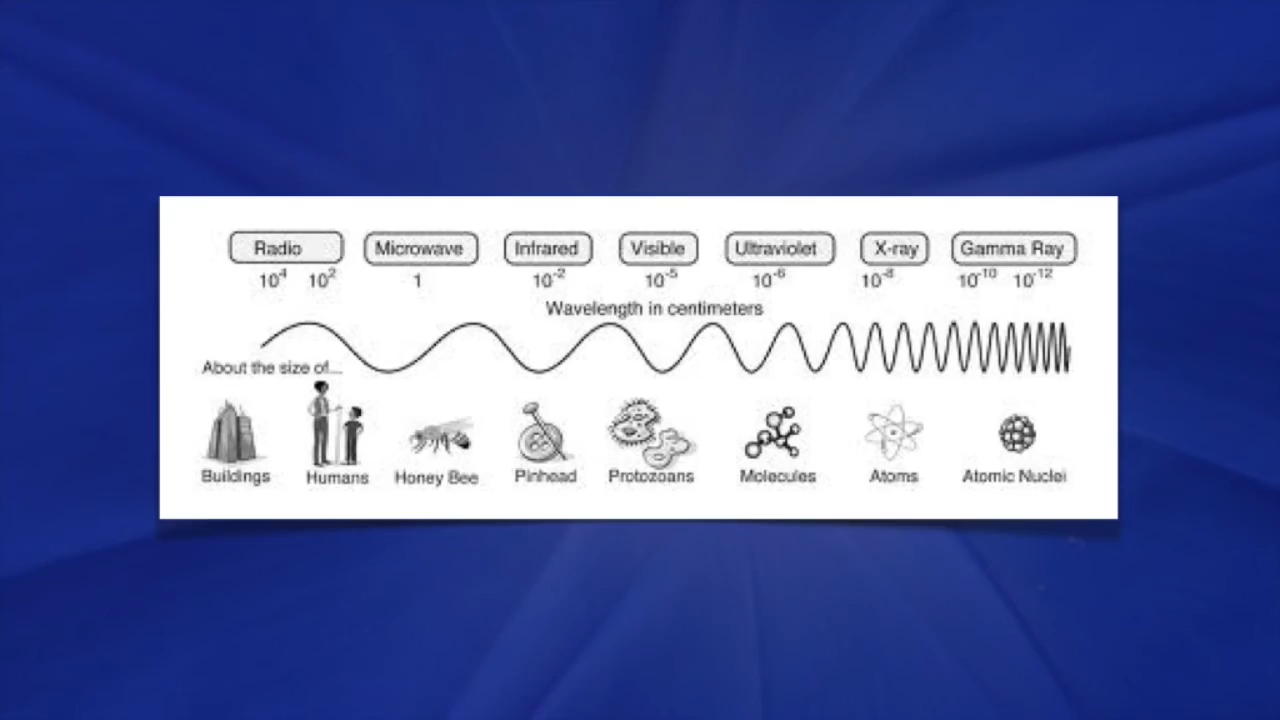 Radio Microwave Infrared Visible Ultraviolet X-ray Gamma Ray
10⁴ 10² 1 10⁻² 10⁻⁵ 10⁻⁶ 10⁻⁸ 10⁻¹⁰ 10⁻¹²
Wavelength in centimeters
About the size of...
Buildings Humans Honey Bee Pinhead Protozoans Molecules Atoms Atomic Nuclei